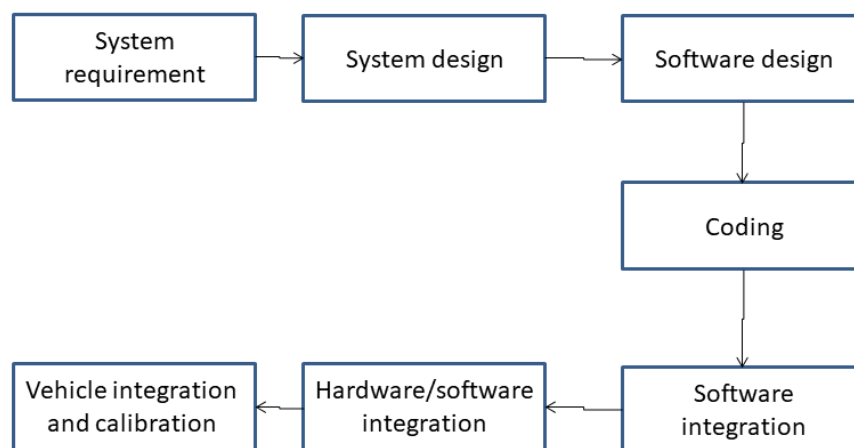 System
requirement
System design
Software design
Coding
Software
integration
Hardware/software
integration
Vehicle integration
and calibration